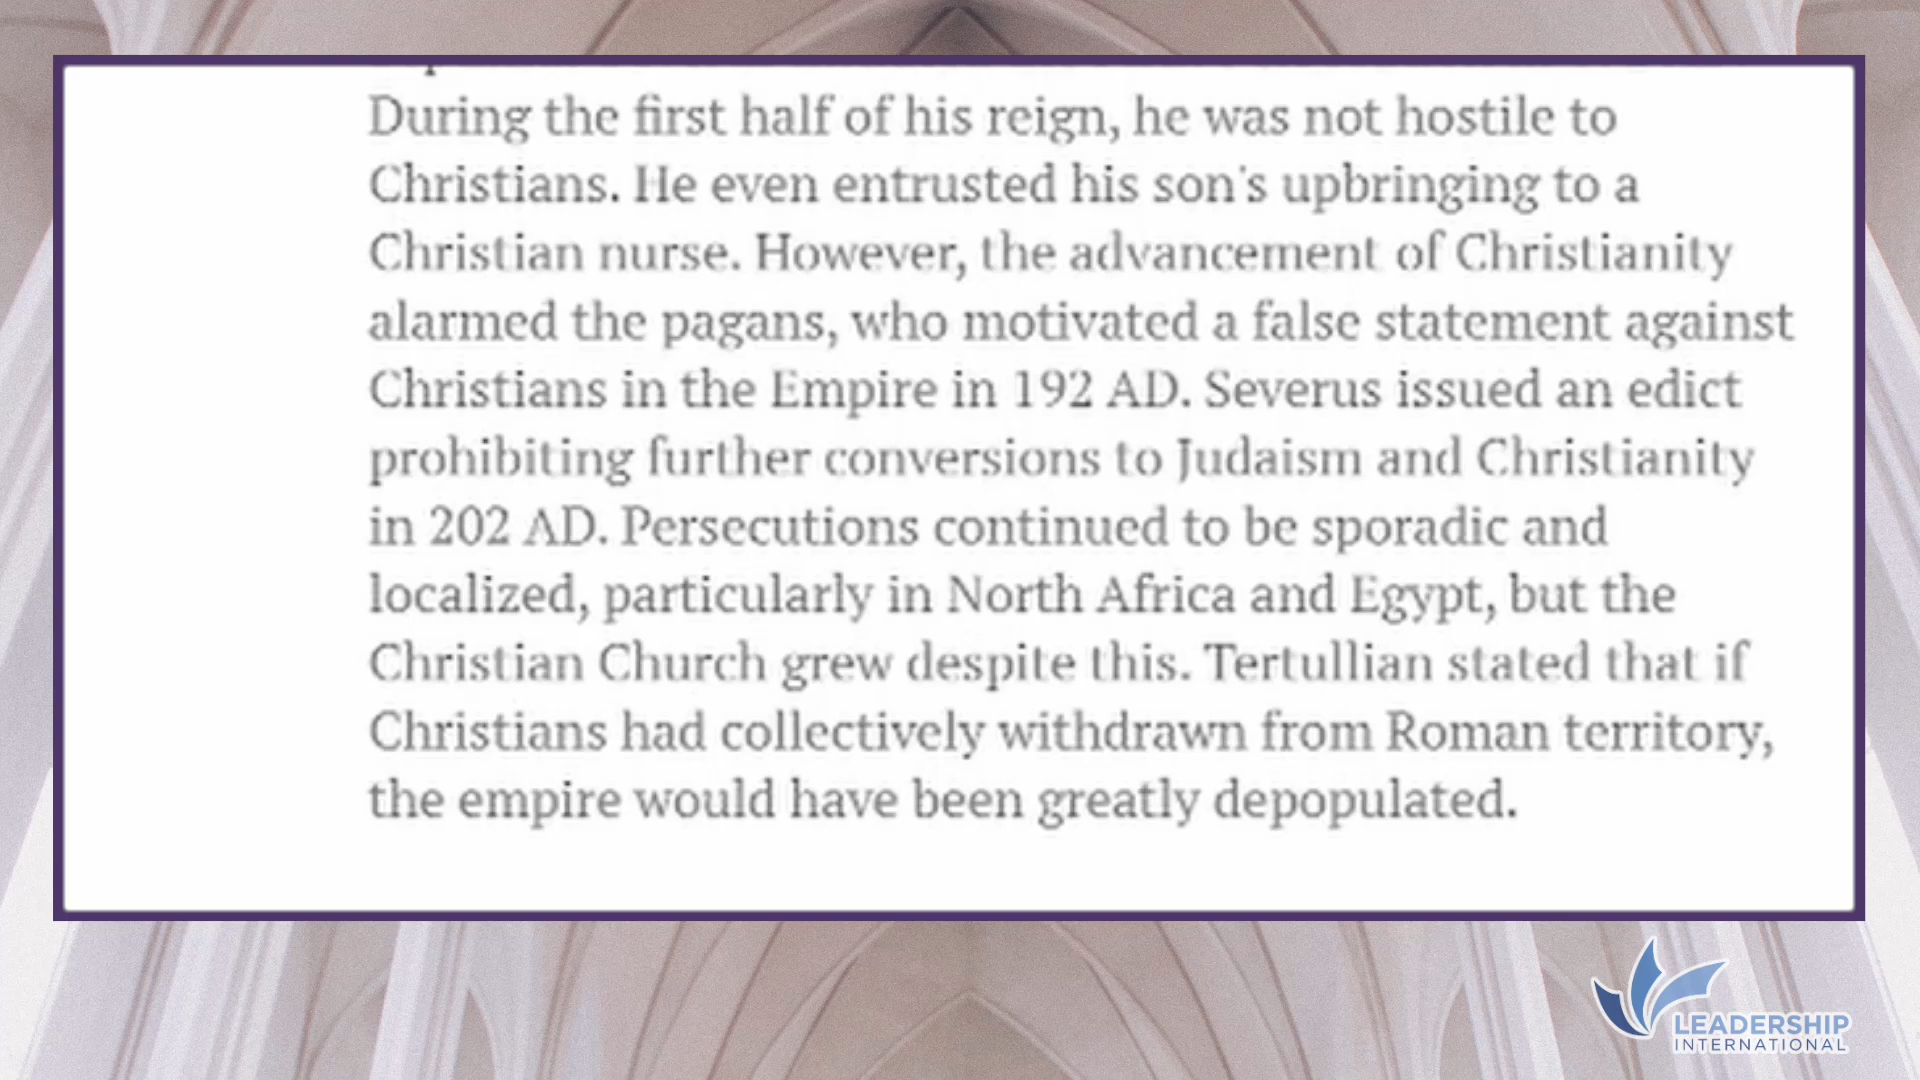 During the first half of his reign, he was not hostile to
Christians. He even entrusted his son's upbringing to a
Christian nurse. However, the advancement of Christianity
alarmed the pagans, who motivated a false statement against
Christians in the Empire in 192 AD. Severus issued an edict
prohibiting further conversions to Judaism and Christianity
in 202 AD. Persecutions continued to be sporadic and
localized, particularly in North Africa and Egypt, but the
Christian Church grew despite this. Tertullian stated that if
Christians had collectively withdrawn from Roman territory,
the empire would have been greatly depopulated.
LEADERSHIP
INTERNATIONAL